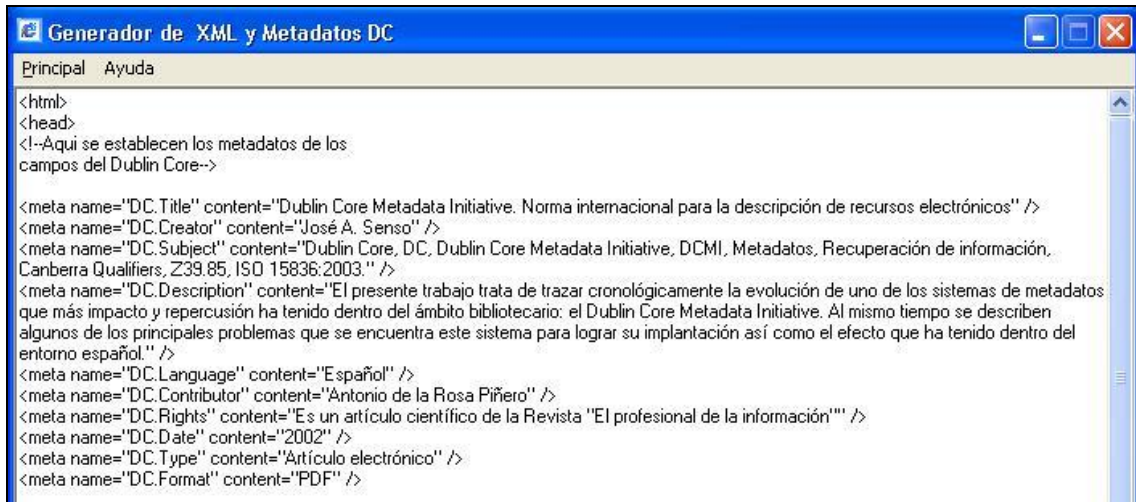 Generador de XML y Metadatos DC
Principal Ayuda
<html>
<head>
<!--Aqui se establecen los metadatos de los
campos del Dublin Core-->
<meta name="DC.Title" content="Dublin Core Metadata Initiative. Norma internacional para la descripción de recursos electrónicos" />
<meta name="DC.Creator" content="José A. Senso" />
<meta name="DC.Subject" content="Dublin Core, DC, Dublin Core Metadata Initiative, DCMI, Metadatos, Recuperación de información,
Canberra Qualifiers, Z39.85, ISO 15836:2003." />
<meta name="DC.Description" content="El presente trabajo trata de trazar cronológicamente la evolución de uno de los sistemas de metadatos
que más impacto y repercusión ha tenido dentro del ámbito bibliotecario: el Dublin Core Metadata Initiative. Al mismo tiempo se describen
algunos de los principales problemas que se encuentra este sistema para lograr su implantación así como el efecto que ha tenido dentro del
entorno español." />
<meta name="DC.Language" content="Español" />
<meta name="DC.Contributor" content="Antonio de la Rosa Piñero" />
<meta name="DC.Rights" content="Es un artículo científico de la Revista "El profesional de la información"" />
<meta name="DC.Date" content="2002" />
<meta name="DC.Type" content="Artículo electrónico" />
<meta name="DC.Format" content="PDF" />